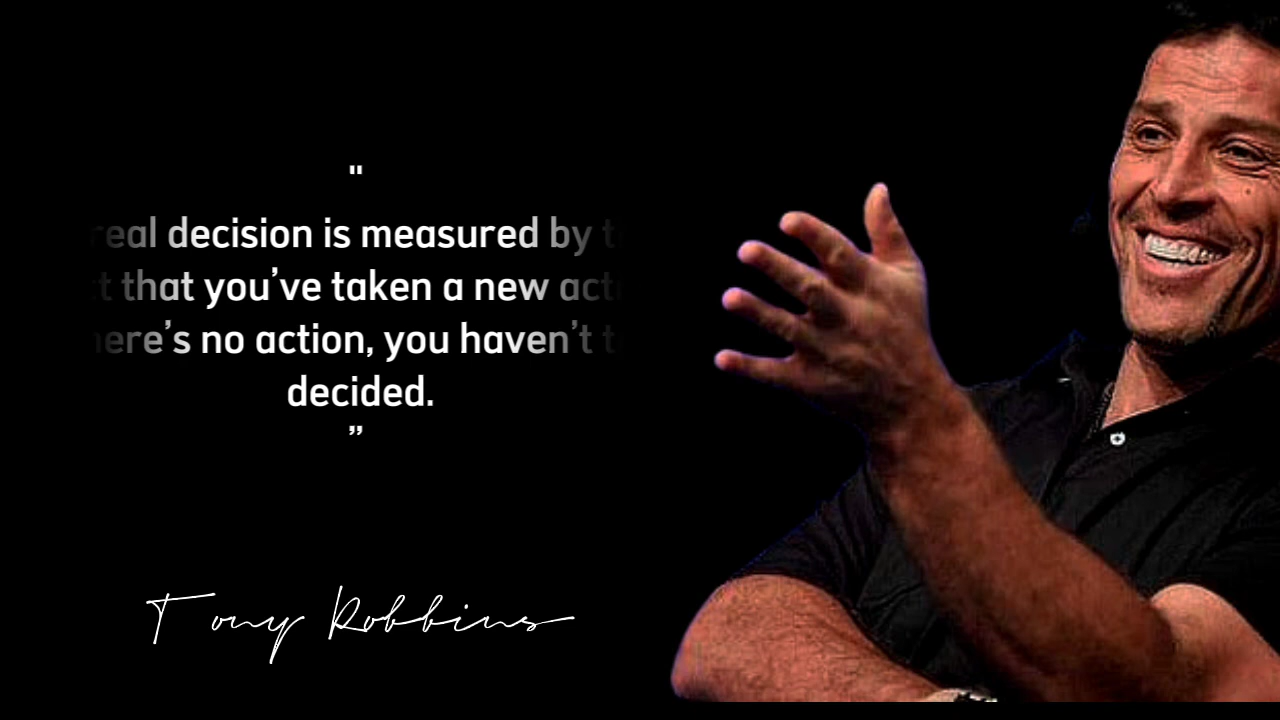 "
real decision is measured by
that you’ve taken a new
no action, you haven’t
decided.
”
Tony Robbins